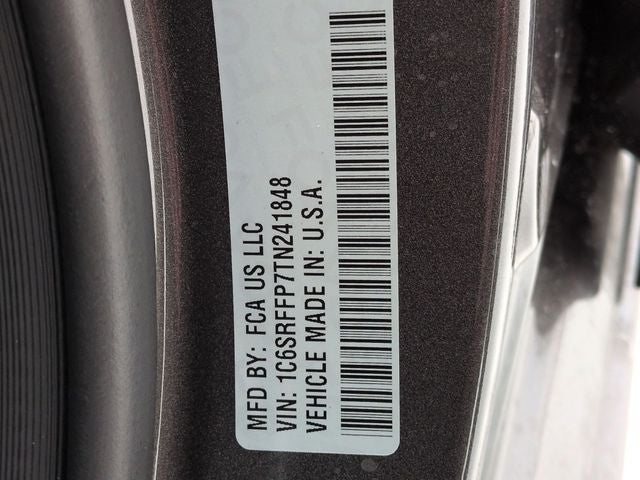 MFD BY: FCA US LLC
VIN: 1C6SRFFP7TN241848
VEHICLE MADE IN: U.S.A.